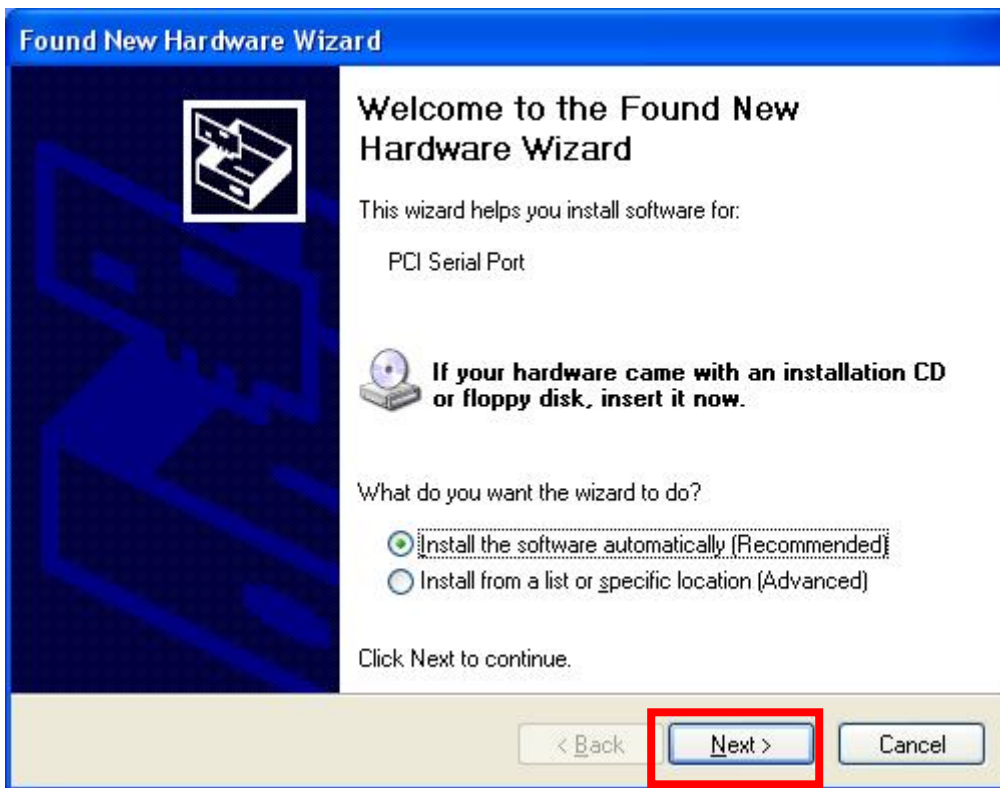 Found New Hardware Wizard
Welcome to the Found New
Hardware Wizard
This wizard helps you install software for:
PCI Serial Port
If your hardware came with an installation CD
or floppy disk, insert it now.
What do you want the wizard to do?
Install the software automatically (Recommended)
Install from a list or specific location (Advanced)
Click Next to continue.
< Back Next > Cancel